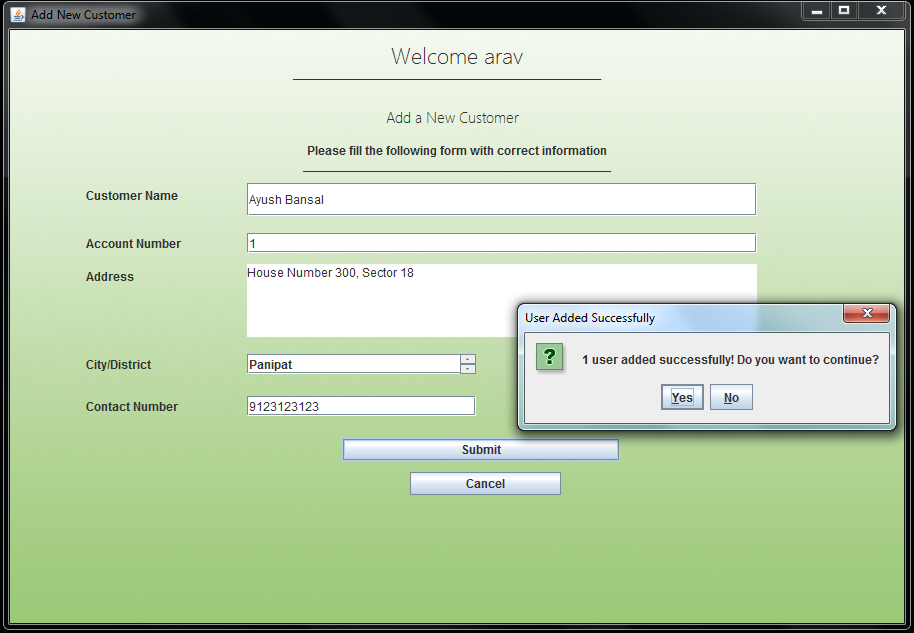 Add New Customer
Welcome arav
Add a New Customer
Please fill the following form with correct information
Customer Name
Ayush Bansal
Account Number
1
Address
House Number 300, Sector 18
City/District
Panipat
Contact Number
9123123123
Submit
Cancel
User Added Successfully
?
1 user added successfully! Do you want to continue?
Yes
No